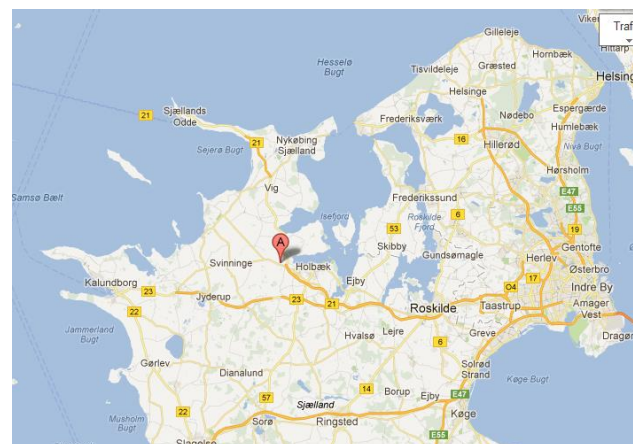 Traf
Gilleleje
Hornbæk
Tisvildeleje
Græsted
Hesselø
Bugt
Helsinge
Helsing
Espergærde
Humlebæk
Nødebo
Frederiksværk
Sjællands
Odde
21
21
Sejerø Bugt
Nykøbing
Sjælland
16
Hillerød
Nivå Bugt
Hørsholm
E47
E55
Vig
Samsø Bælt
Isefjord
Frederikssund
Roskilde
Fjord
6
53
Skibby
Gundsømagle
19
Gentofte
Herlev
Østerbro
A
Svinninge
Holbæk
Ejby
Kalundborg
23
Jyderup
23
21
22
Roskilde
O4
17
Taastrup
Indre By
Amager
Vest
Dragør
Jammerland
Bugt
Hvalsø
Lejre
6
Greve
Gørlev
Dianalund
Solrød
Strand
Køge Bugt
14
Borup
Ejby
E47
57
22
Musholm
Bugt
Sjælland
Sorø
Ringsted
Køge
E55
Slagelse